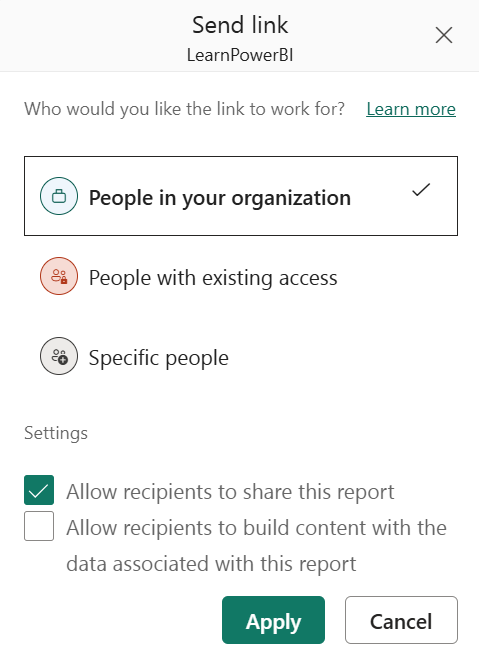 Send link
LearnPowerBI
Who would you like the link to work for? Learn more
People in your organization
People with existing access
Specific people
Settings
Allow recipients to share this report
Allow recipients to build content with the
data associated with this report
Apply Cancel